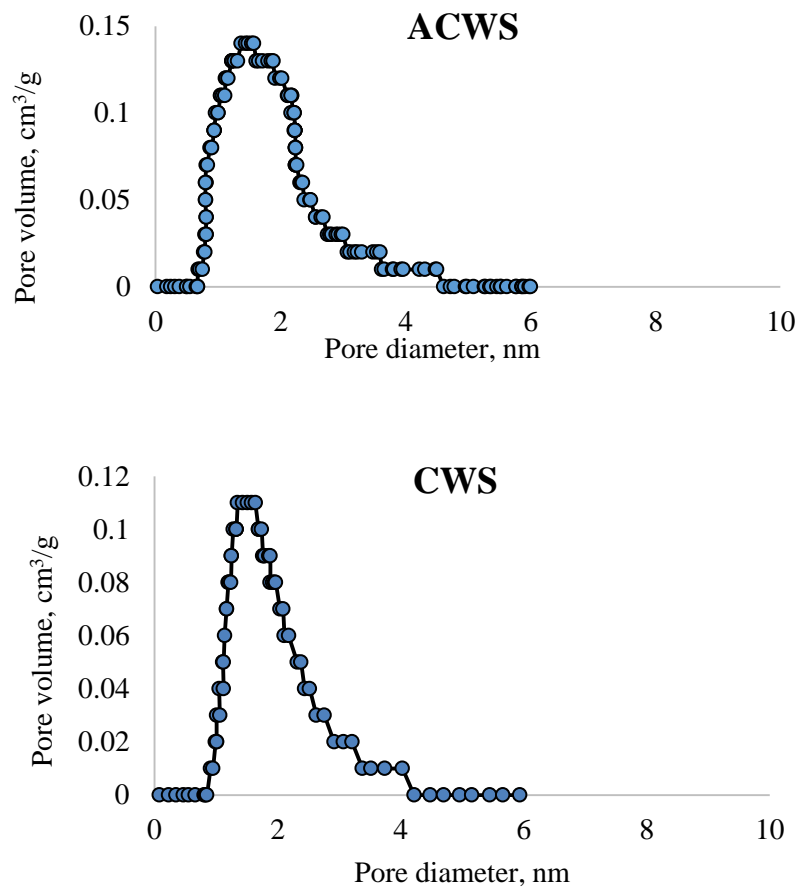 ACWS
0.15
0.1
0.05
0
Pore volume, cm³/g
0 2 4 6 8 10
Pore diameter, nm
CWS
0.12
0.1
0.08
0.06
0.04
0.02
0
Pore volume, cm³/g
0 2 4 6 8 10
Pore diameter, nm